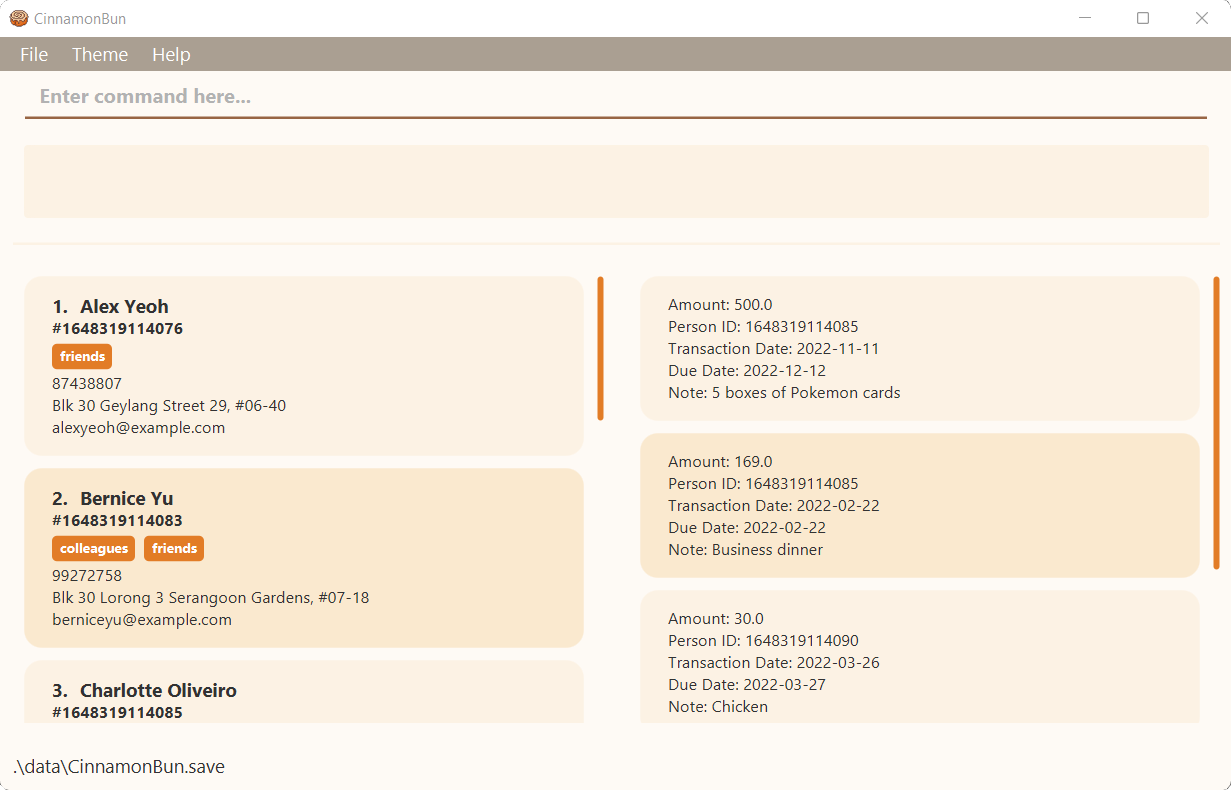 CinnamonBun
File Theme Help
Enter command here...
1. Alex Yeoh
#1648319114076
friends
87438807
Blk 30 Geylang Street 29, #06-40
alexyeoh@example.com
2. Bernice Yu
#1648319114083
colleagues friends
99272758
Blk 30 Lorong 3 Serangoon Gardens, #07-18
berniceyu@example.com
3. Charlotte Oliveiro
#1648319114085
Amount: 500.0
Person ID: 1648319114085
Transaction Date: 2022-11-11
Due Date: 2022-12-12
Note: 5 boxes of Pokemon cards
Amount: 169.0
Person ID: 1648319114085
Transaction Date: 2022-02-22
Due Date: 2022-02-22
Note: Business dinner
Amount: 30.0
Person ID: 1648319114090
Transaction Date: 2022-03-26
Due Date: 2022-03-27
Note: Chicken
.\data\CinnamonBun.save